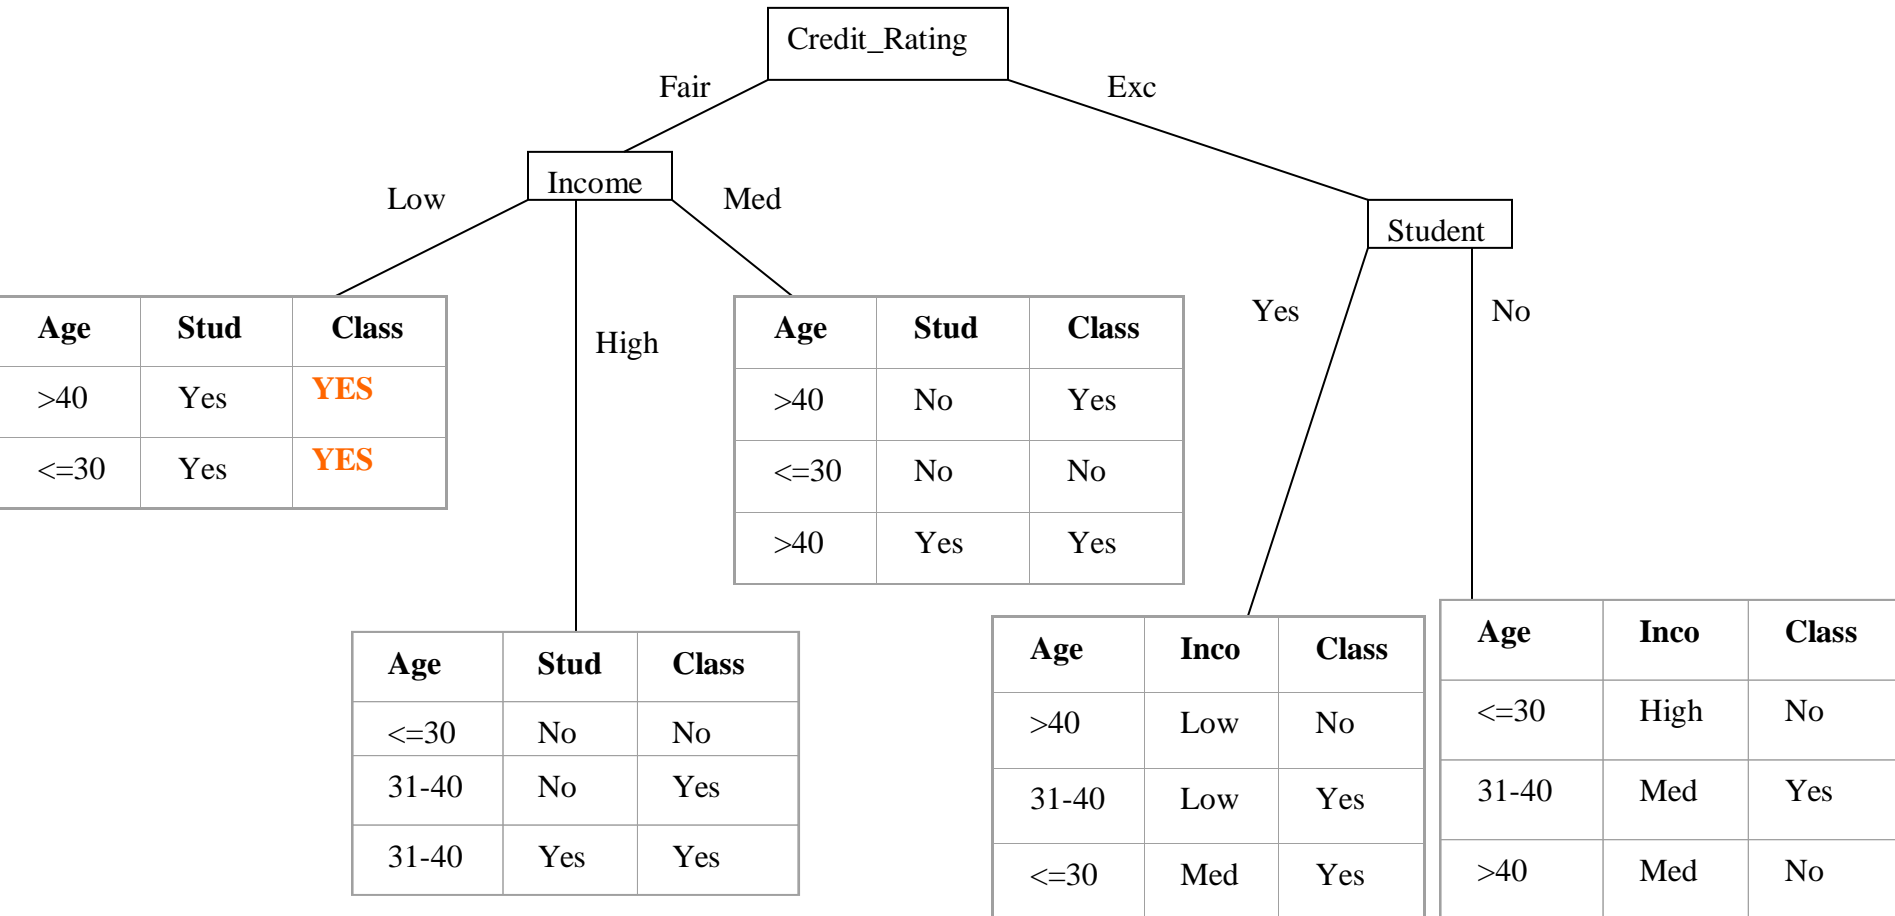 Credit_Rating
Fair
Exc
Income
Low
Med
Student
Yes
No
High
Age Stud Class
>40 Yes YES
<=30 Yes YES
Age Stud Class
>40 No Yes
<=30 No No
>40 Yes Yes
Age Stud Class
<=30 No No
31-40 No Yes
31-40 Yes Yes
Age Inco Class
>40 Low No
31-40 Low Yes
<=30 Med Yes
Age Inco Class
<=30 High No
31-40 Med Yes
>40 Med No